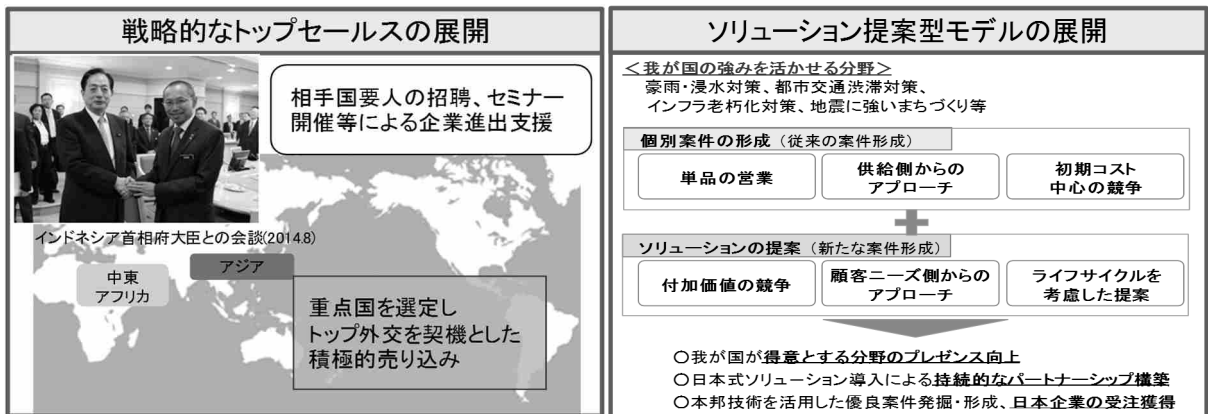 戦略的なトップセールスの展開
相手国要人の招聘、セミナー
開催等による企業進出支援
インドネシア首相府大臣との会談(2014.8)
中東
アフリカ
アジア
重点国を選定し
トップ外交を契機とした
積極的売り込み
ソリューション提案型モデルの展開
＜我が国の強みを活かせる分野＞
豪雨・浸水対策、都市交通渋滞対策、
インフラ老朽化対策、地震に強いまちづくり等
個別案件の形成（従来の案件形成）
単品の営業
供給側からの
アプローチ
初期コスト
中心の競争
ソリューションの提案（新たな案件形成）
付加価値の競争
顧客ニーズ側からの
アプローチ
ライフサイクルを
考慮した提案
○我が国が得意とする分野のプレゼンス向上
○日本式ソリューション導入による持続的なパートナーシップ構築
○本邦技術を活用した優良案件発掘・形成、日本企業の受注獲得